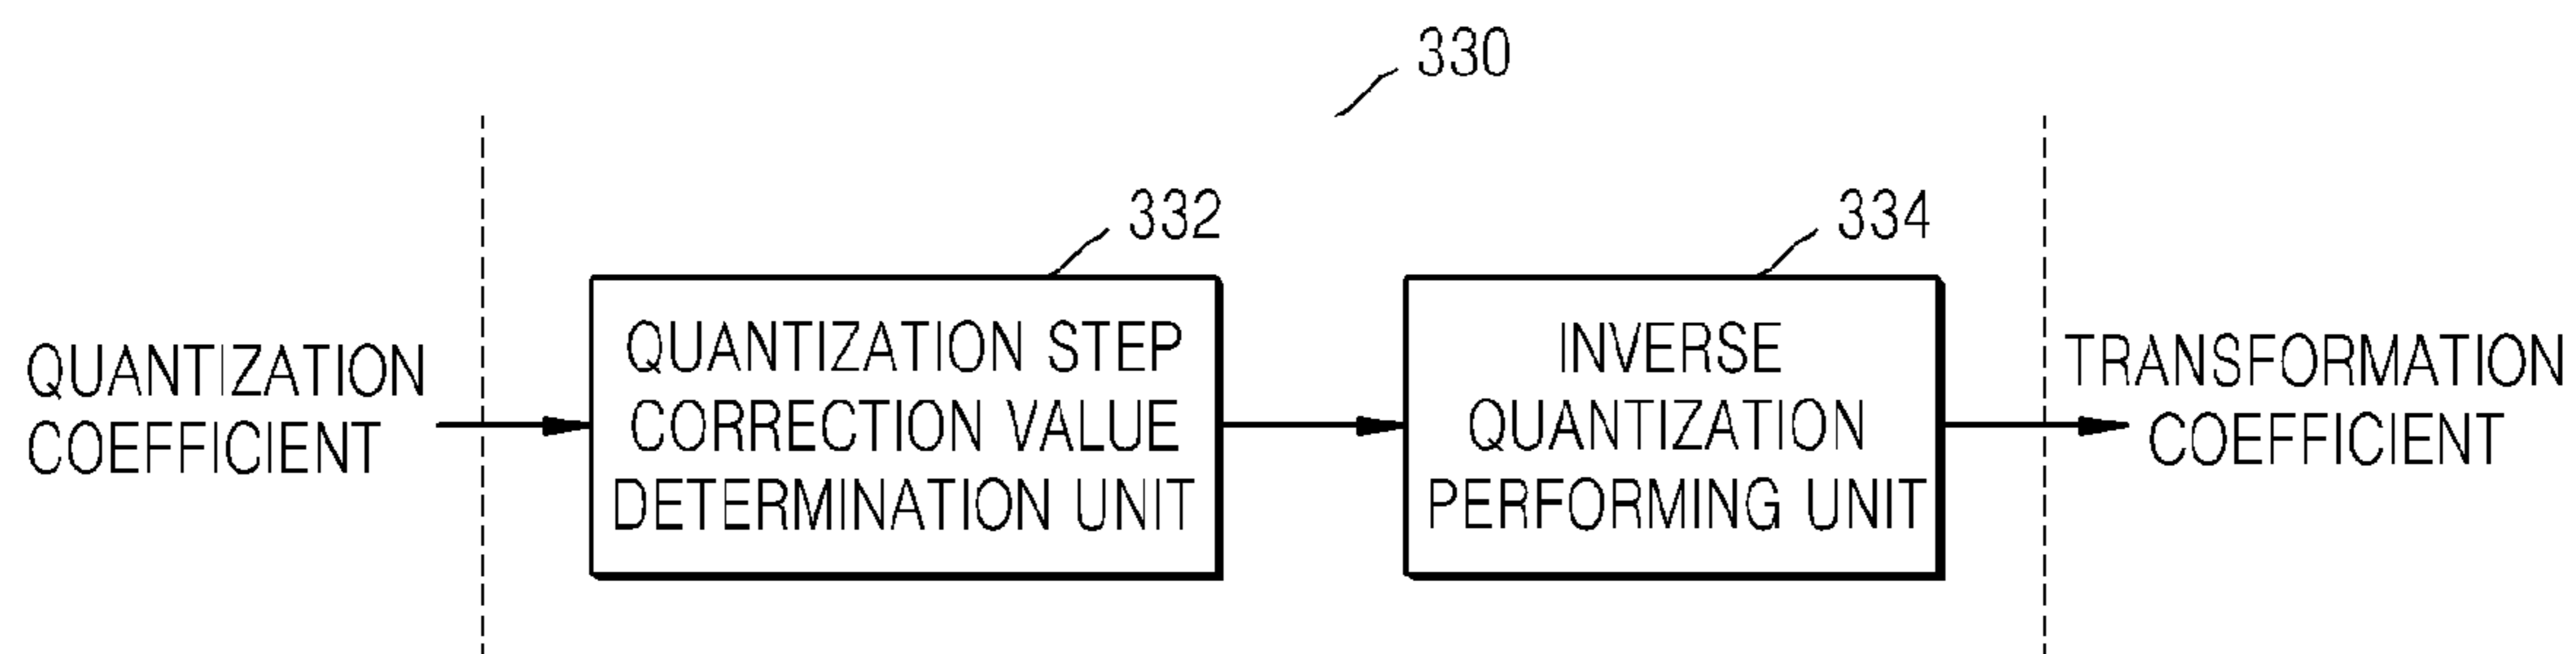 330
332
334
QUANTIZATION
COEFFICIENT
QUANTIZATION STEP
CORRECTION VALUE
DETERMINATION UNIT
INVERSE
QUANTIZATION
PERFORMING UNIT
TRANSFORMATION
COEFFICIENT